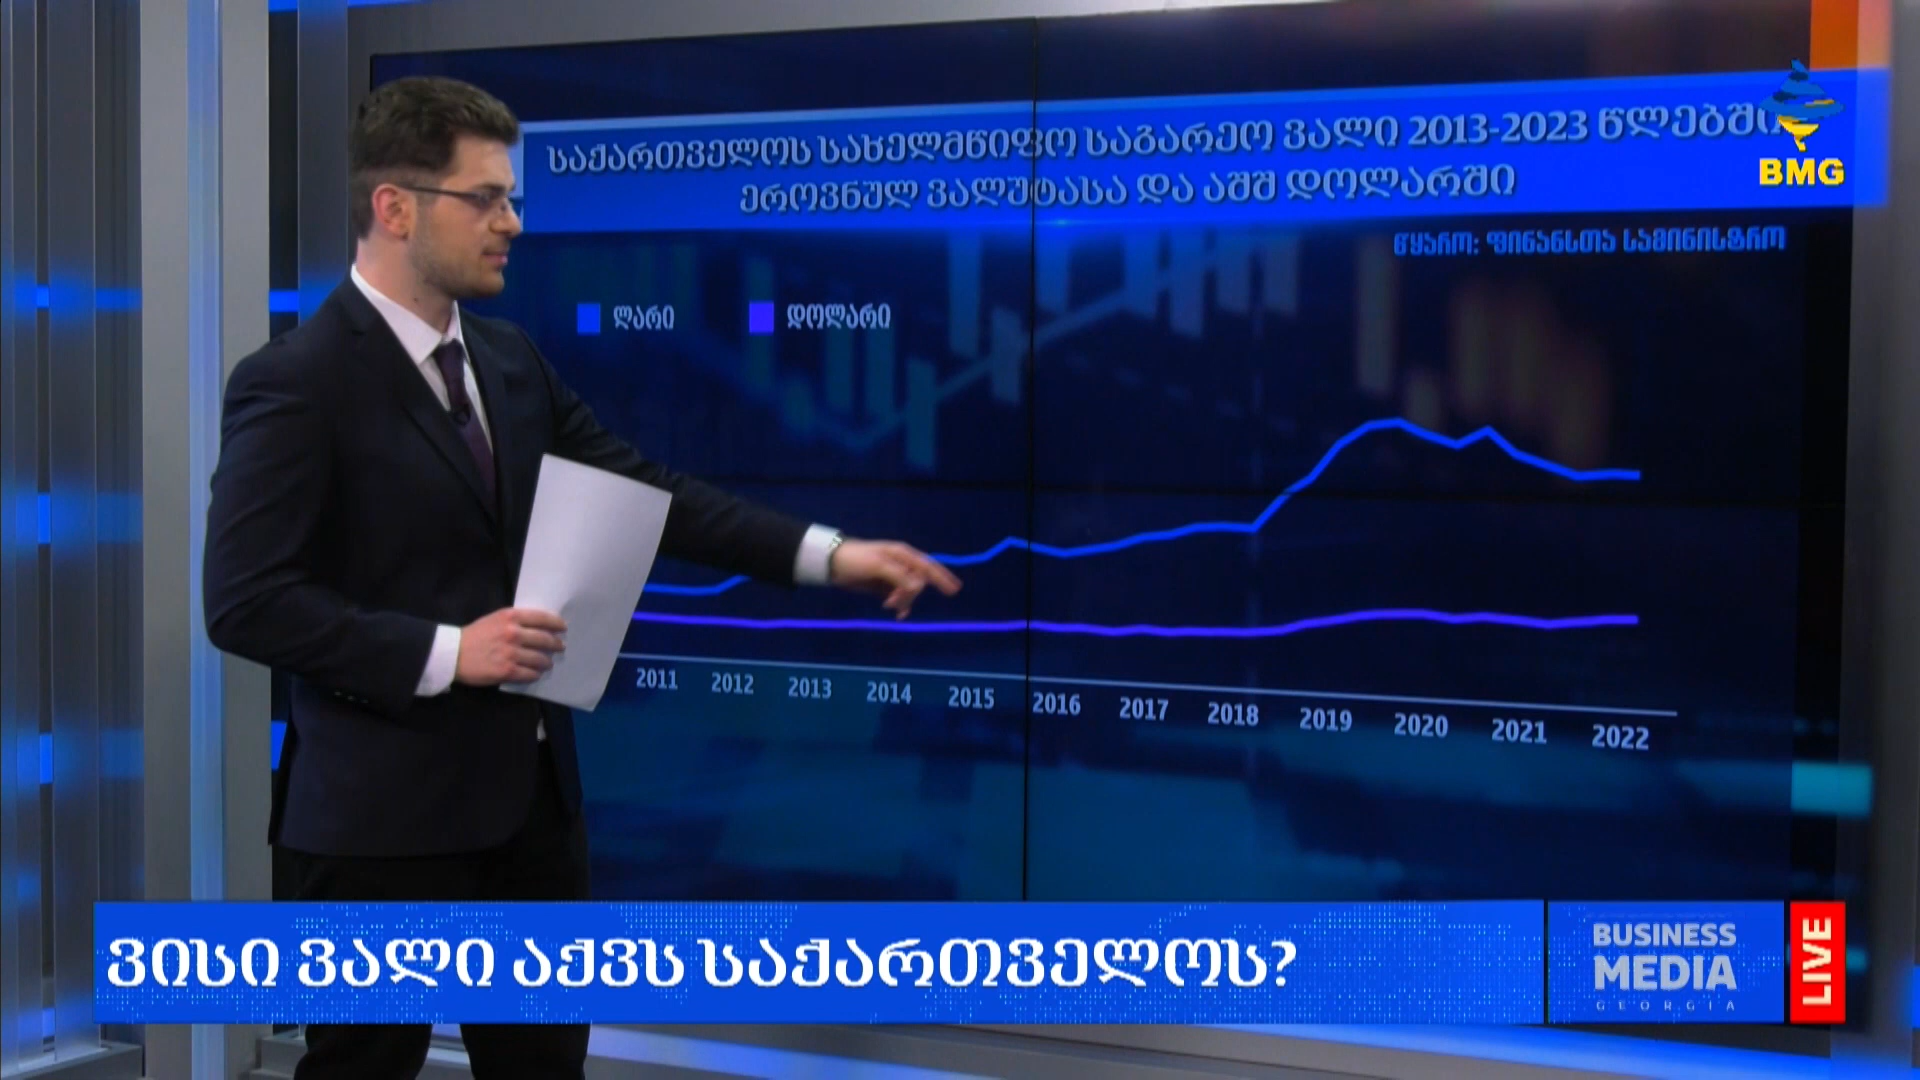 საქართველოს სახელმწიფო საგარეო ვალი 2013-2023 წლებში
ეროვნულ ვალუტასა და აშშ დოლარში
BMG
წყარო: ფინანსთა სამინისტრო
ლარი
დოლარი
2011 2012 2013 2014 2015 2016 2017 2018 2019 2020 2021 2022
ვისი ვალი აქვს საქართველოს?
BUSINESS
MEDIA
GEORGIA
LIVE